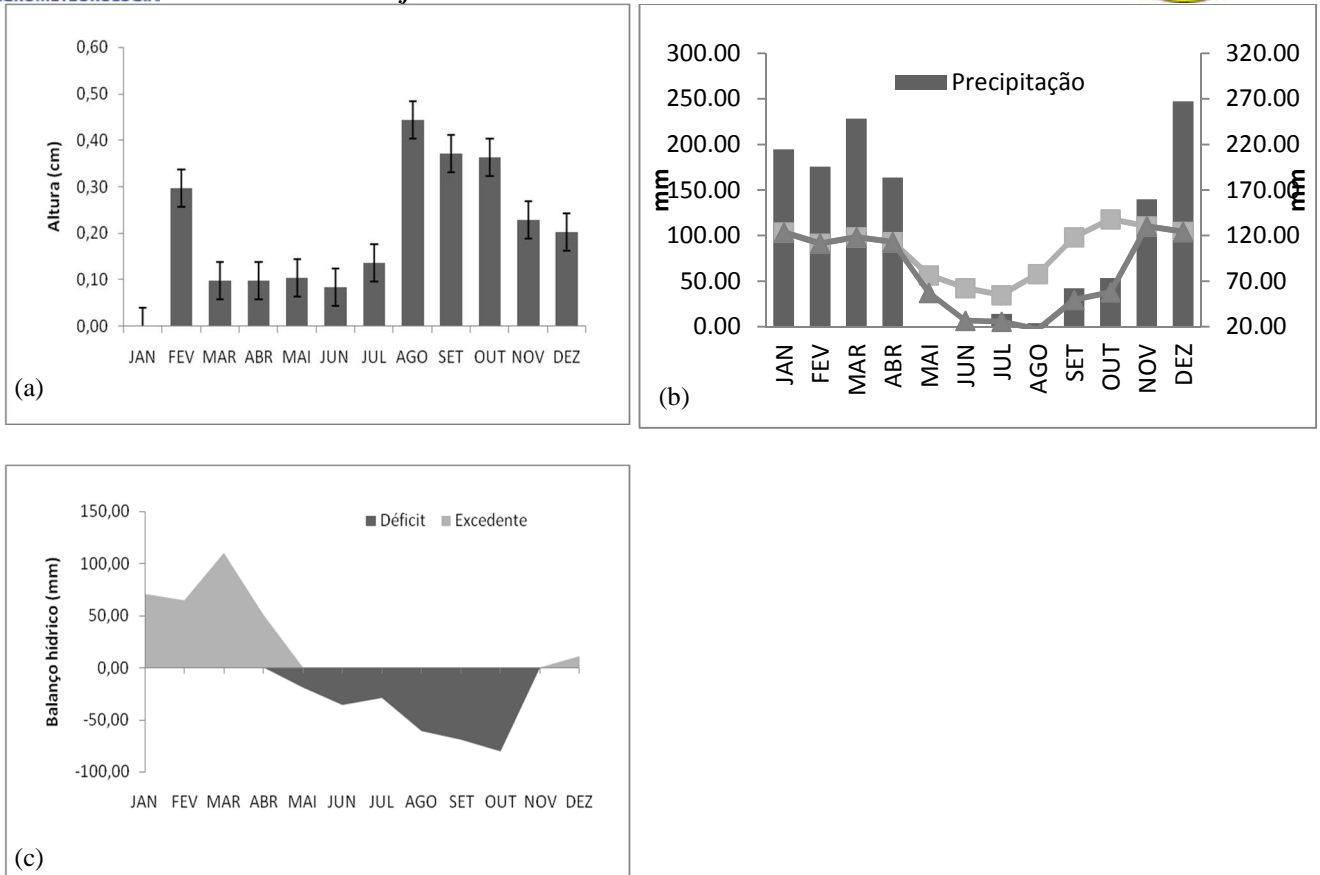 0,60
0,50
0,40
0,30
0,20
0,10
0,00
Altura (cm)
JAN FEV MAR ABR MAI JUN JUL AGO SET OUT NOV DEZ
(a)
300.00
250.00
200.00
150.00
100.00
50.00
0.00
mm
Precipitação
320.00
270.00
220.00
170.00
120.00
70.00
20.00
mm
JAN FEV MAR ABR MAI JUN JUL AGO SET OUT NOV DEZ
(b)
150,00
100,00
50,00
0,00
-50,00
-100,00
Balanço hídrico (mm)
Déficit Excedente
JAN FEV MAR ABR MAI JUN JUL AGO SET OUT NOV DEZ
(c)